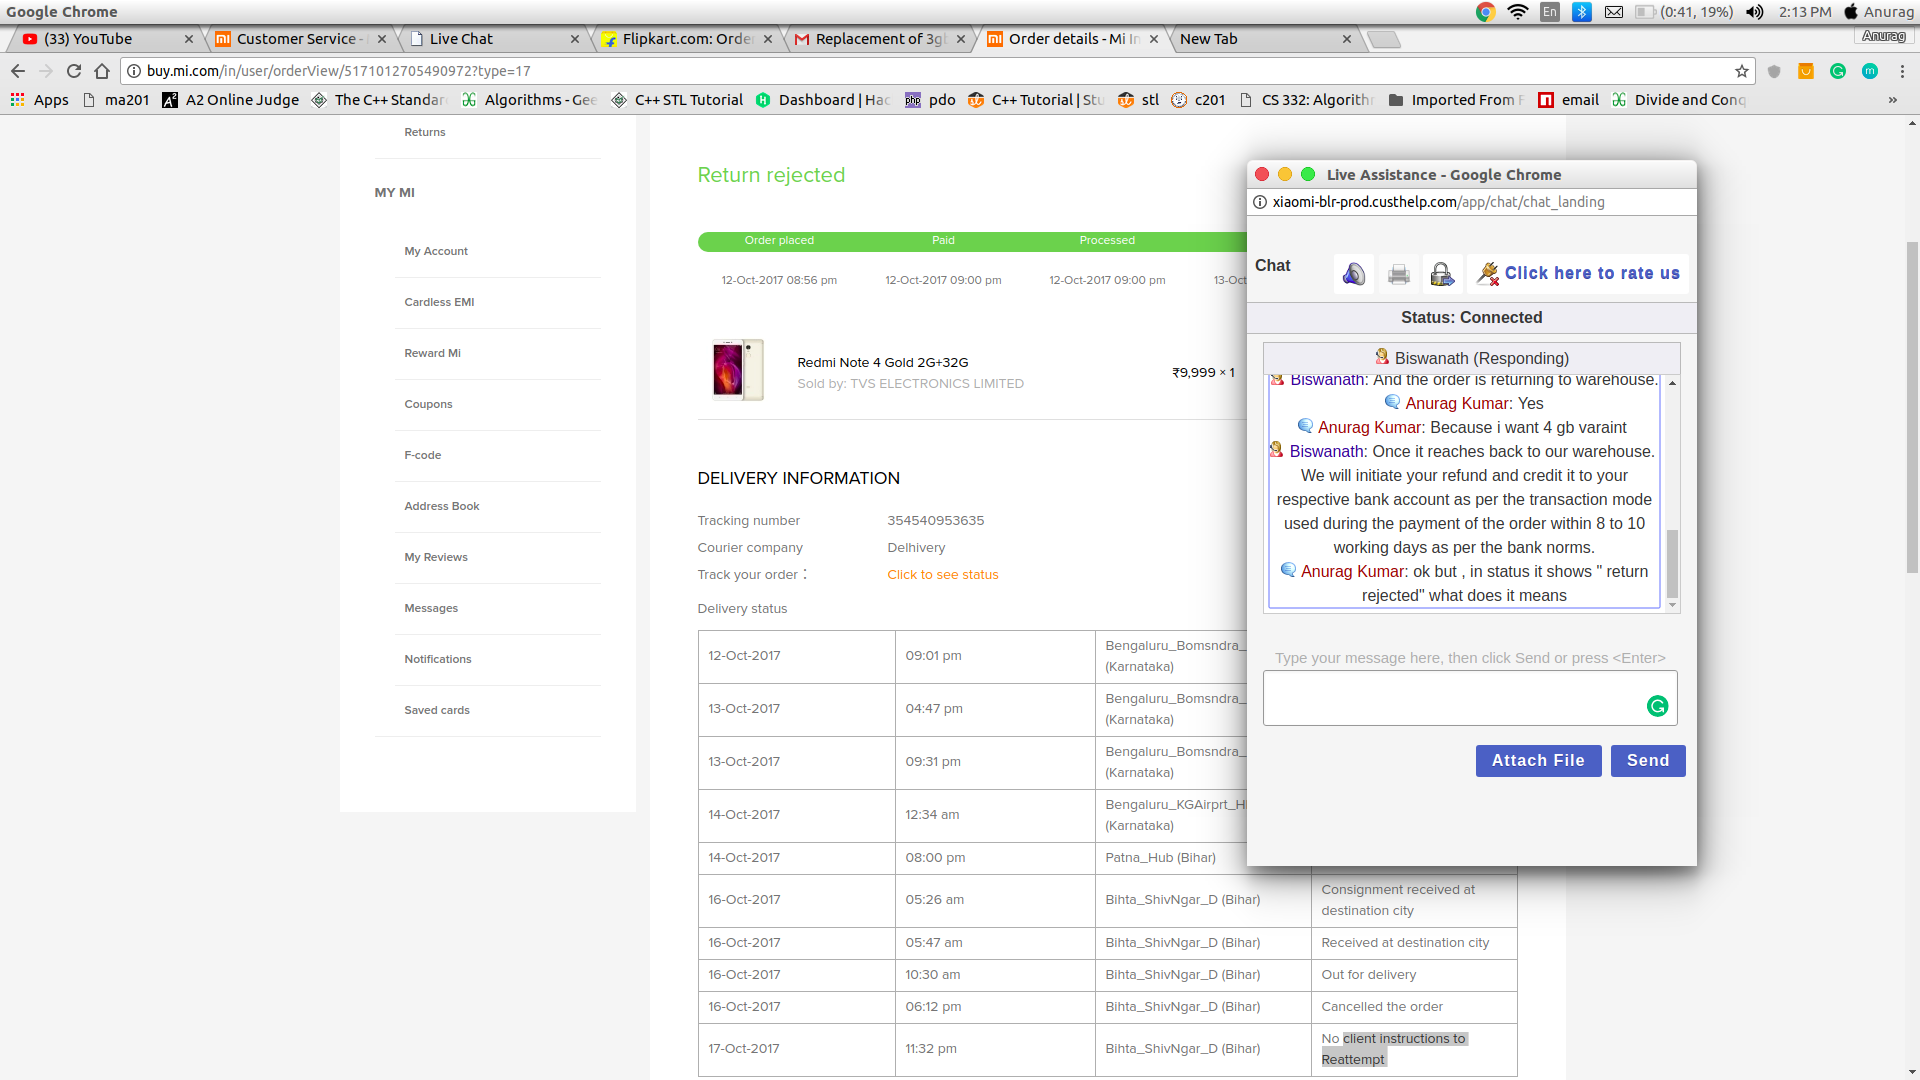 Google Chrome
En
(0:41, 19%)
2:13 PM
Anurag
(33) YouTube
Customer Service -
Live Chat
Flipkart.com: Orde
Replacement of 3gb
Order details - Mi In
New Tab
Anurag
buy.mi.com/in/user/orderView/5171012705490972?type=17
Apps
ma201
A2 Online Judge
The C++ Standar
Algorithms - Gee
C++ STL Tutorial
Dashboard | Hac
php
pdo
C++ Tutorial | Stu
stl
c201
CS 332: Algorithm
Imported From F
email
Divide and Conq
»
Returns
MY MI
My Account
Cardless EMI
Reward Mi
Coupons
F-code
Address Book
My Reviews
Messages
Notifications
Saved cards
Return rejected
Order placed
Paid
Processed
12-Oct-2017 08:56 pm
12-Oct-2017 09:00 pm
12-Oct-2017 09:00 pm
13-Oct
Redmi Note 4 Gold 2G+32G
Sold by: TVS ELECTRONICS LIMITED
₹9,999 × 1
DELIVERY INFORMATION
Tracking number 354540953635
Courier company Delhivery
Track your order： Click to see status
Delivery status
12-Oct-2017 09:01 pm Bengaluru_Bomsndra_
(Karnataka)
13-Oct-2017 04:47 pm Bengaluru_Bomsndra_
(Karnataka)
13-Oct-2017 09:31 pm Bengaluru_Bomsndra_
(Karnataka)
14-Oct-2017 12:34 am Bengaluru_KGAirprt_H
(Karnataka)
14-Oct-2017 08:00 pm Patna_Hub (Bihar)
16-Oct-2017 05:26 am Bihta_ShivNgar_D (Bihar) Consignment received at
destination city
16-Oct-2017 05:47 am Bihta_ShivNgar_D (Bihar) Received at destination city
16-Oct-2017 10:30 am Bihta_ShivNgar_D (Bihar) Out for delivery
16-Oct-2017 06:12 pm Bihta_ShivNgar_D (Bihar) Cancelled the order
17-Oct-2017 11:32 pm Bihta_ShivNgar_D (Bihar) No client instructions to
Reattempt
Live Assistance - Google Chrome
xiaomi-blr-prod.custhelp.com/app/chat/chat_landing
Chat
Click here to rate us
Status: Connected
Biswanath (Responding)
Biswanath: And the order is returning to warehouse.
Anurag Kumar: Yes
Anurag Kumar: Because i want 4 gb varaint
Biswanath: Once it reaches back to our warehouse.
We will initiate your refund and credit it to your
respective bank account as per the transaction mode
used during the payment of the order within 8 to 10
working days as per the bank norms.
Anurag Kumar: ok but , in status it shows " return
rejected" what does it means
Type your message here, then click Send or press <Enter>
Attach File
Send